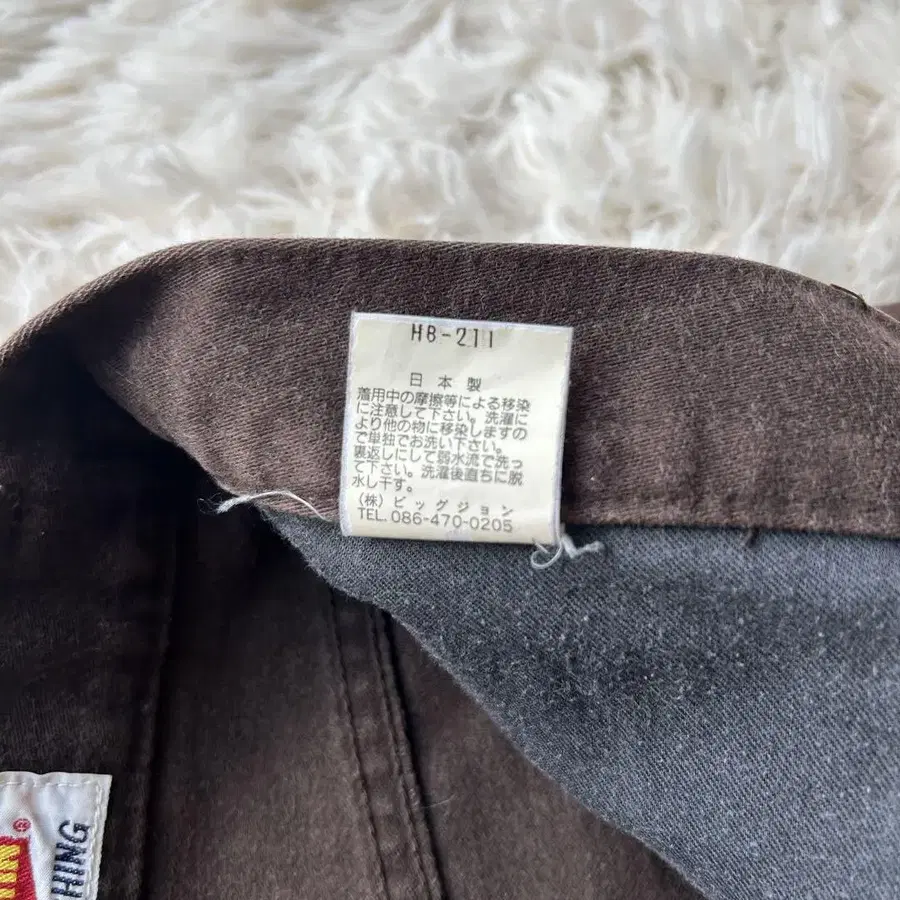 HB-211
日本製
着用中の摩擦等による移染
に注意して下さい。洗濯に
より他の物に移染しますの
で単独でお洗い下さい。
裏返しにして弱水流で洗っ
て下さい。洗濯後直ちに脱
水し干す。
(株)ビッグジョン
TEL.086-470-0205
®
HING